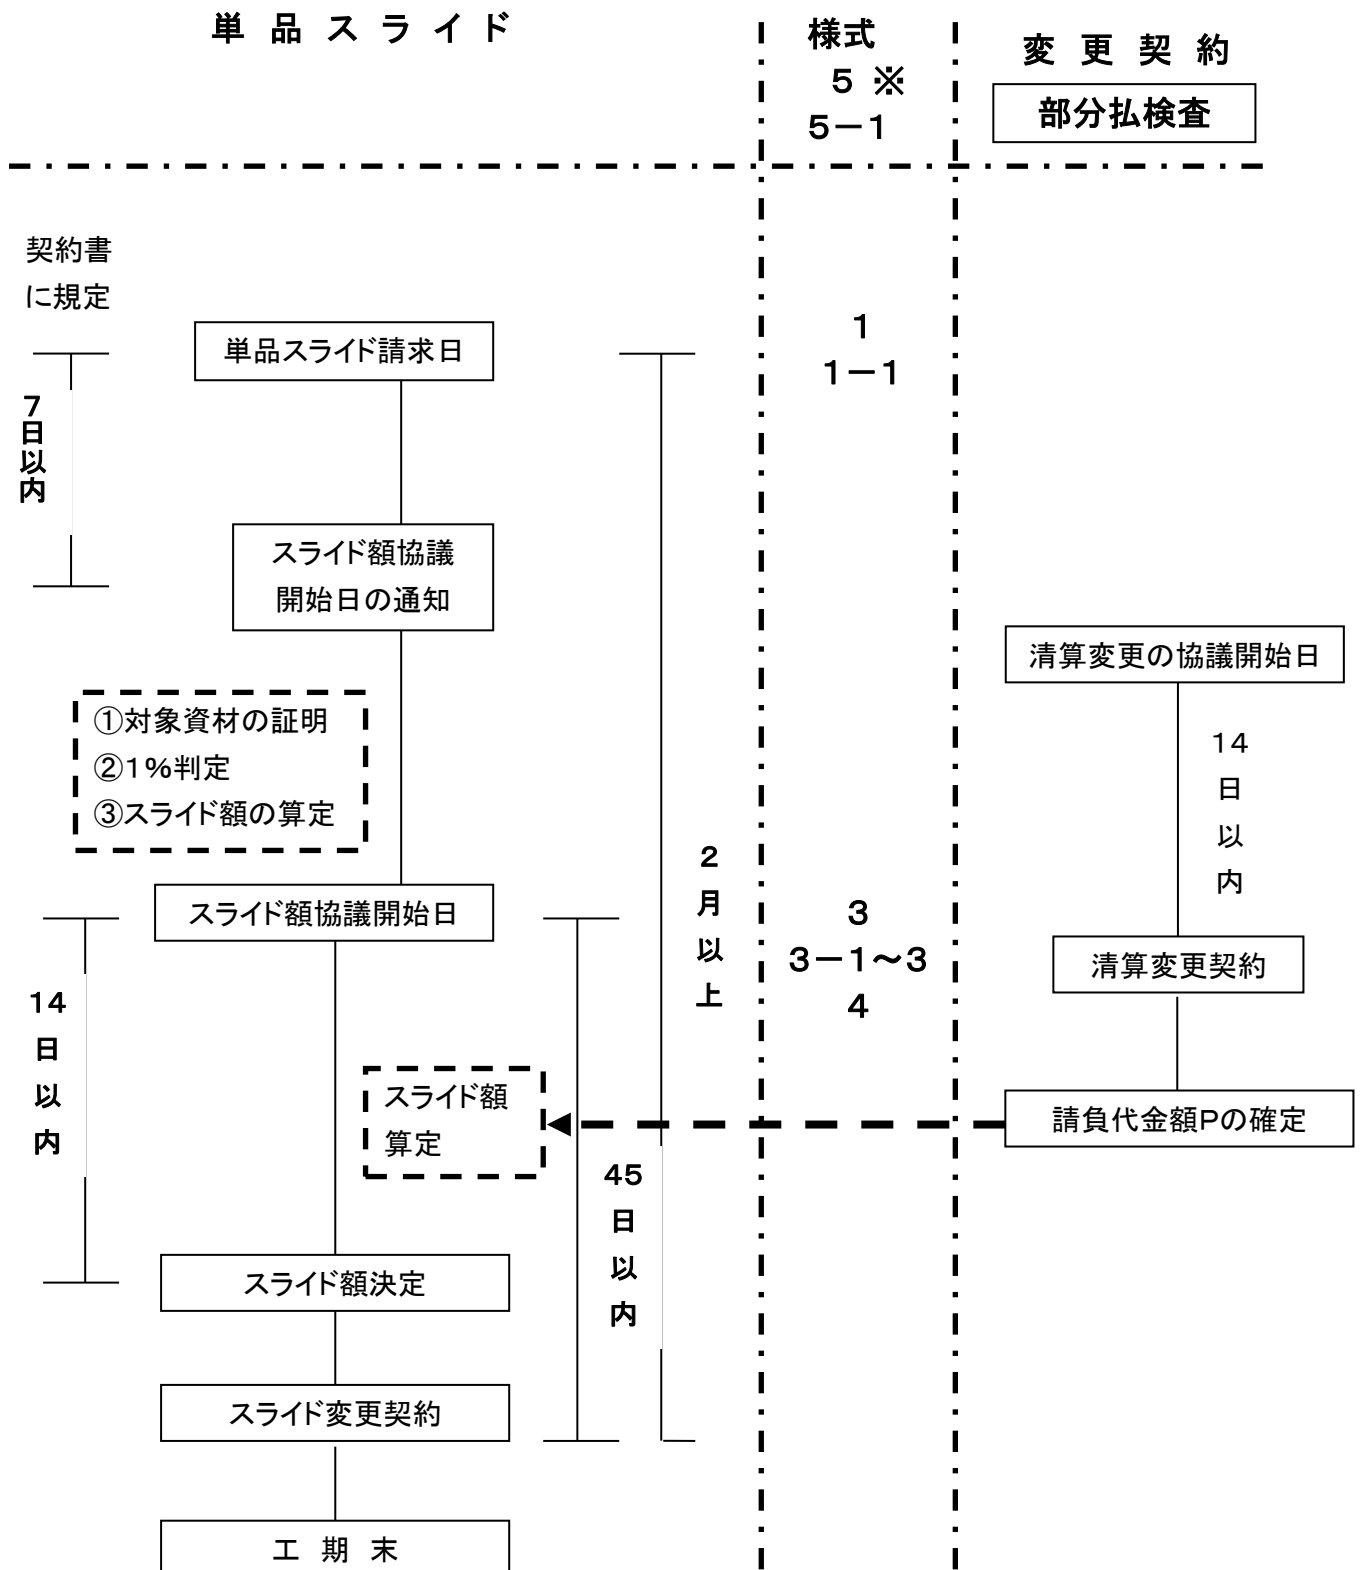 単 品 ス ラ イ ド
様式
5 ※
5－1
変 更 契 約
部分払検査
契約書
に規定
単品スライド請求日
1
1－1
7日以内
スライド額協議
開始日の通知
清算変更の協議開始日
①対象資材の証明
②1%判定
③スライド額の算定
14日以内
スライド額協議開始日
2月以上
3
3－1～3
4
清算変更契約
14日以内
スライド額
算定
請負代金額Pの確定
45日以内
スライド額決定
スライド変更契約
工 期 末